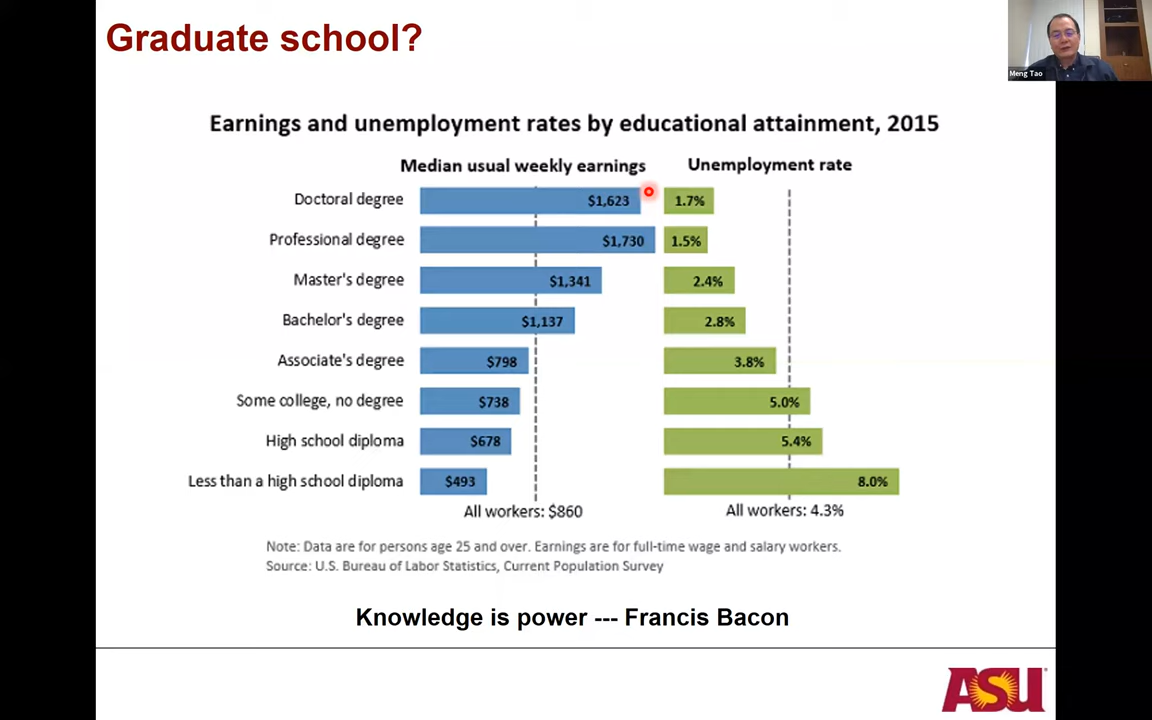 Graduate school?
Meng Tao
Earnings and unemployment rates by educational attainment, 2015
Median usual weekly earnings Unemployment rate
Doctoral degree $1,623 1.7%
Professional degree $1,730 1.5%
Master's degree $1,341 2.4%
Bachelor's degree $1,137 2.8%
Associate's degree $798 3.8%
Some college, no degree $738 5.0%
High school diploma $678 5.4%
Less than a high school diploma $493 8.0%
All workers: $860 All workers: 4.3%
Note: Data are for persons age 25 and over. Earnings are for full-time wage and salary workers.
Source: U.S. Bureau of Labor Statistics, Current Population Survey
Knowledge is power --- Francis Bacon
ASU